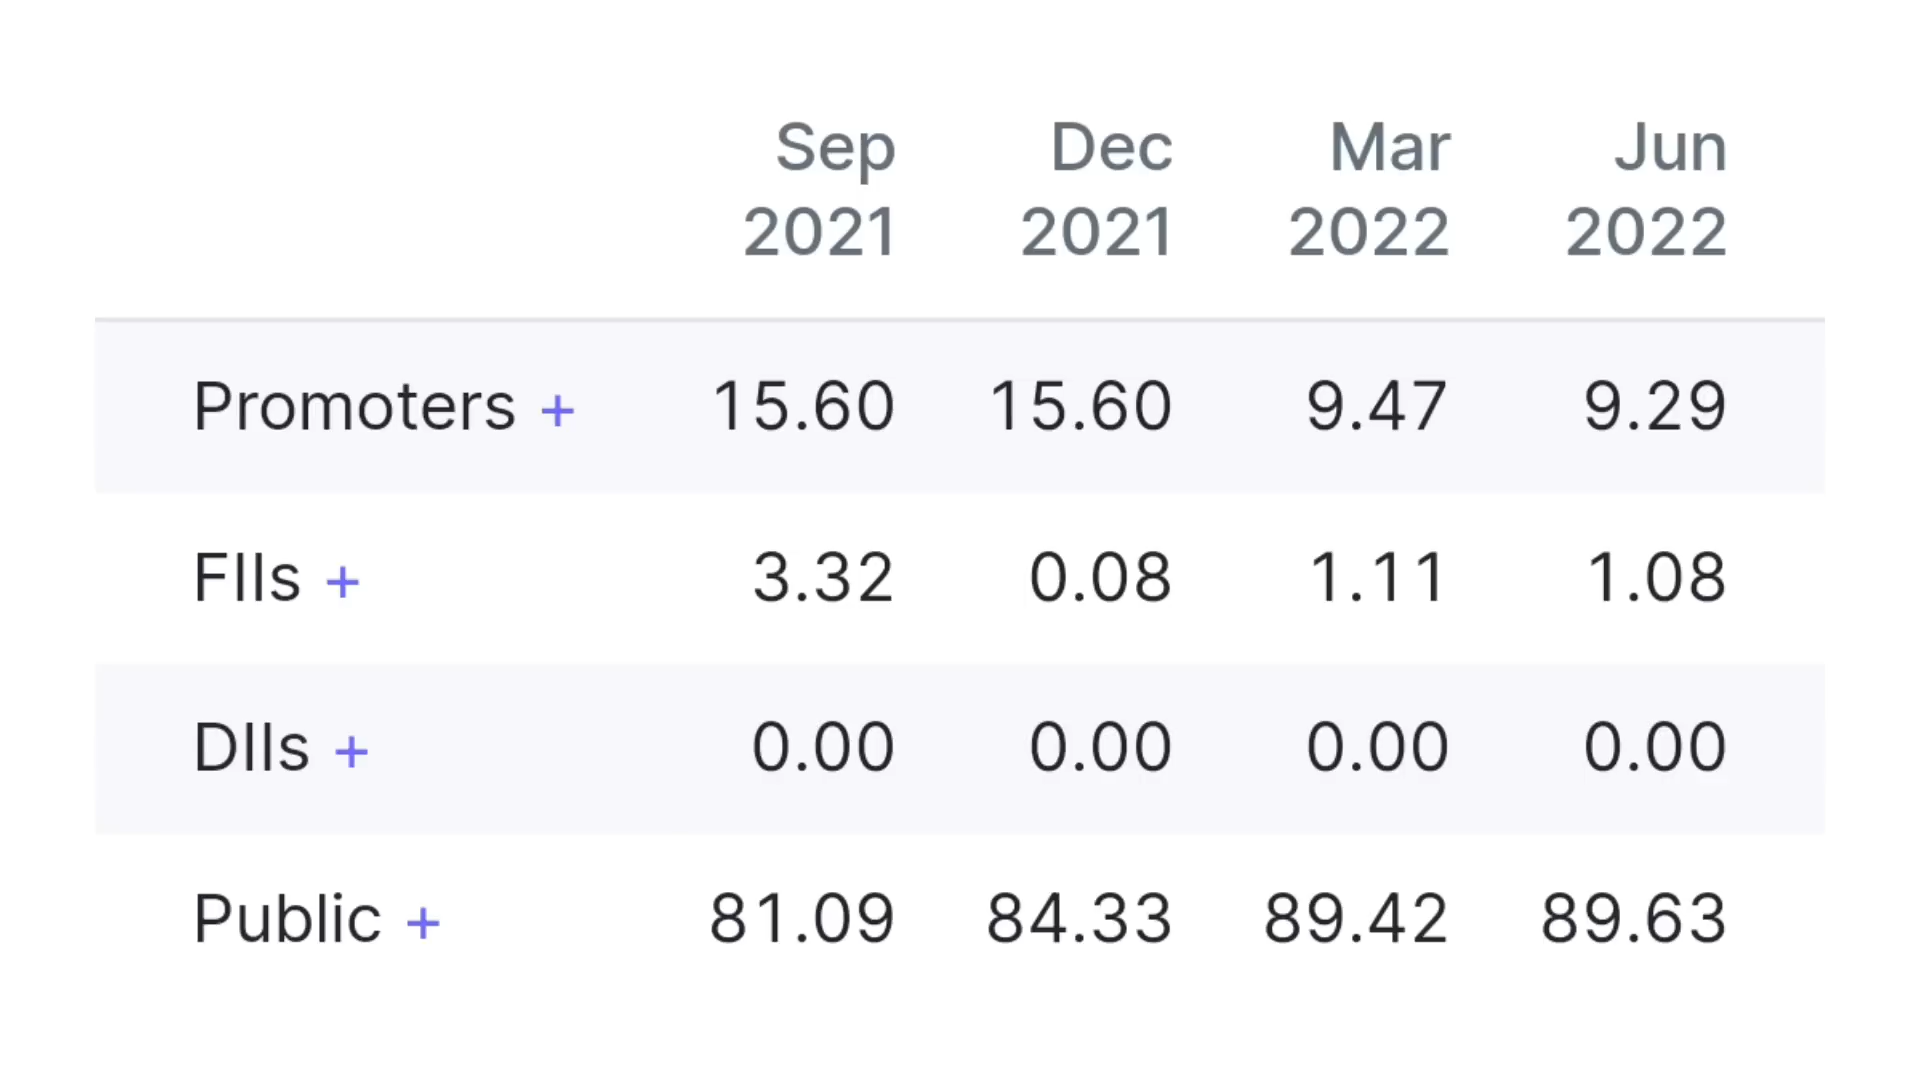 Sep Dec Mar Jun
2021 2021 2022 2022
Promoters + 15.60 15.60 9.47 9.29
FIIs + 3.32 0.08 1.11 1.08
DIIs + 0.00 0.00 0.00 0.00
Public + 81.09 84.33 89.42 89.63